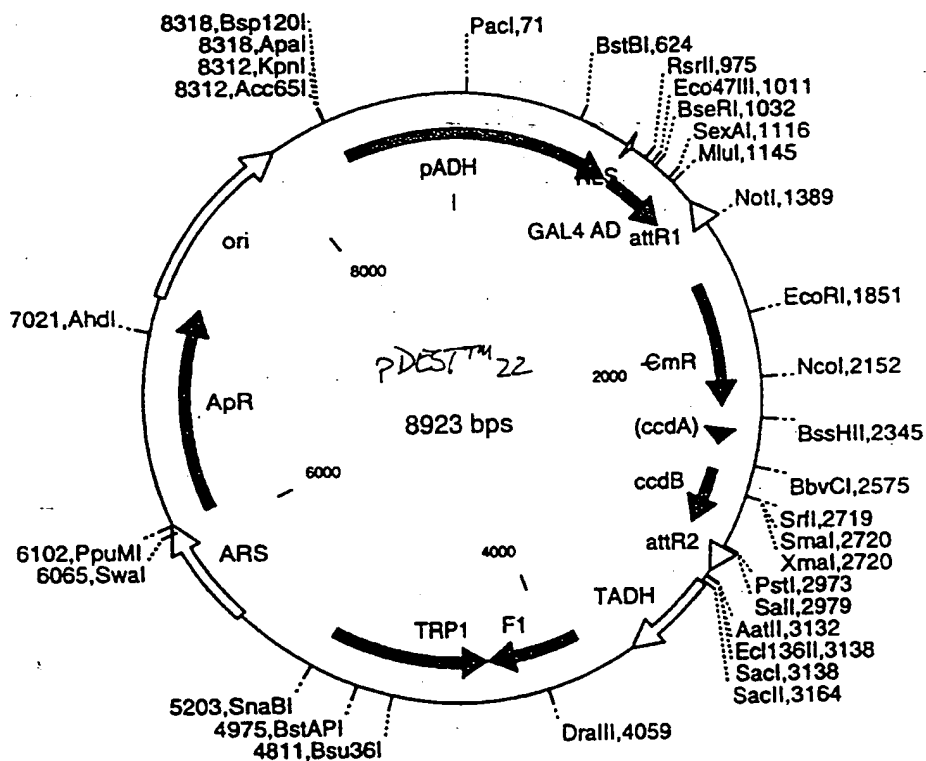 8318,Bsp120I
8318,ApaI
8312,KpnI
8312,Acc65I
PacI,71
BstBI,624
RsrII,975
Eco47III,1011
BseRI,1032
SexAI,1116
MluI,1145
NotI,1389
pADH
NLS
GAL4 AD
attR1
ori
8000
EcoRI,1851
7021,AhdI
pDEST™22
2000
CmR
NcoI,2152
ApR
8923 bps
(ccdA)
BssHII,2345
ccdB
BbvCI,2575
6000
SrfI,2719
SmaI,2720
XmaI,2720
attR2
6102,PpuMI
6065,SwaI
ARS
4000
PstI,2973
SalI,2979
TADH
AatII,3132
Ecl136II,3138
SacI,3138
SacII,3164
TRP1
F1
5203,SnaBI
4975,BstAPI
4811,Bsu36I
DraIII,4059